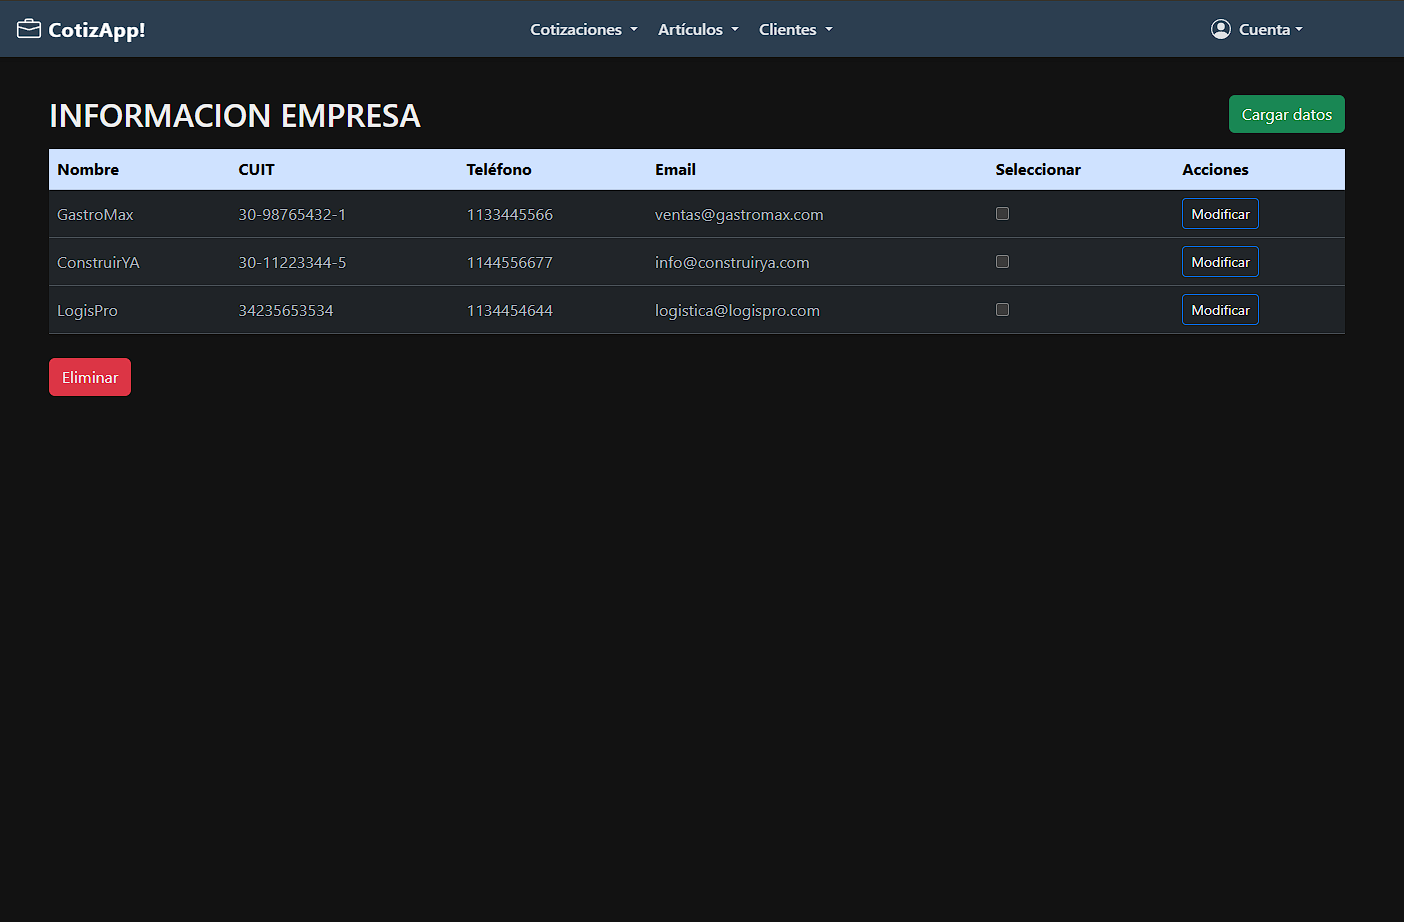 CotizApp! Cotizaciones Artículos Clientes Cuenta
INFORMACION EMPRESA Cargar datos
Nombre CUIT Teléfono Email Seleccionar Acciones
GastroMax 30-98765432-1 1133445566 ventas@gastromax.com Modificar
ConstruirYA 30-11223344-5 1144556677 info@construirya.com Modificar
LogisPro 34235653534 1134454644 logistica@logispro.com Modificar
Eliminar